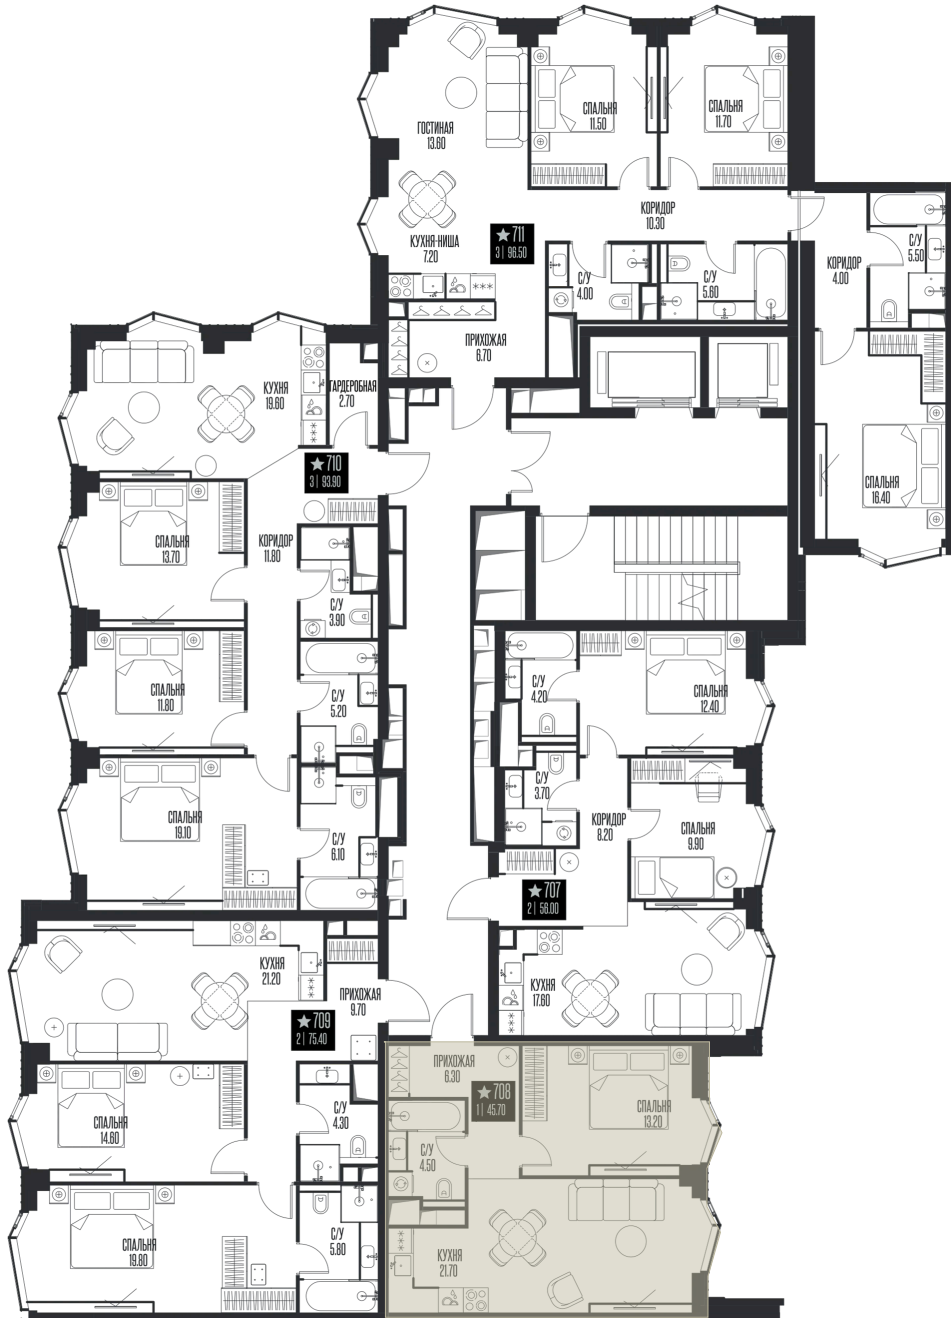 ГОСТИНАЯ
13.60
СПАЛЬНЯ
11.50
СПАЛЬНЯ
11.70
КУХНЯ-НИША
7.20
★711
3 | 96.50
КОРИДОР
10.30
С/У
4.00
С/У
5.60
КОРИДОР
4.00
С/У
5.50
ПРИХОЖАЯ
6.70
СПАЛЬНЯ
16.40
КУХНЯ
19.60
ГАРДЕРОБНАЯ
2.70
★710
3 | 93.90
СПАЛЬНЯ
13.70
КОРИДОР
11.80
С/У
3.90
СПАЛЬНЯ
11.80
С/У
5.20
СПАЛЬНЯ
19.10
С/У
6.10
С/У
4.20
СПАЛЬНЯ
12.40
С/У
3.70
КОРИДОР
8.20
СПАЛЬНЯ
9.90
★707
2 | 56.00
КУХНЯ
17.60
КУХНЯ
21.20
ПРИХОЖАЯ
9.70
★709
2 | 75.40
СПАЛЬНЯ
14.60
С/У
4.30
СПАЛЬНЯ
19.80
С/У
5.80
ПРИХОЖАЯ
6.30
★708
1 | 45.70
СПАЛЬНЯ
13.20
С/У
4.50
КУХНЯ
21.70